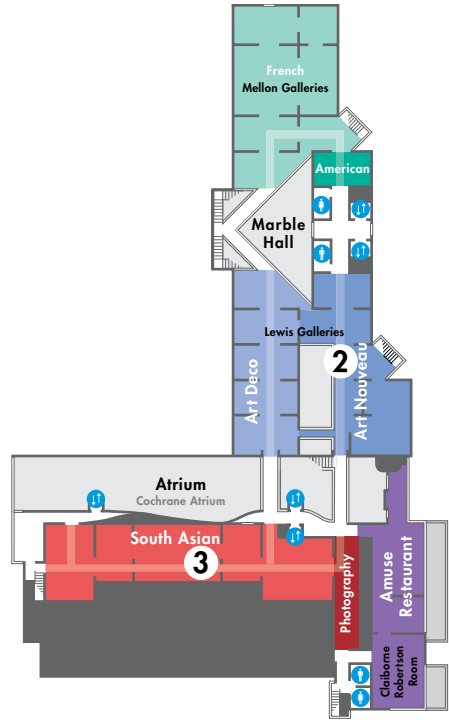 French
Mellon Galleries
American
Marble
Hall
Lewis Galleries
2
Art Deco
Art Nouveau
Atrium
Cochrane Atrium
South Asian
3
Photography
Amuse
Restaurant
Claiborne
Robertson
Room